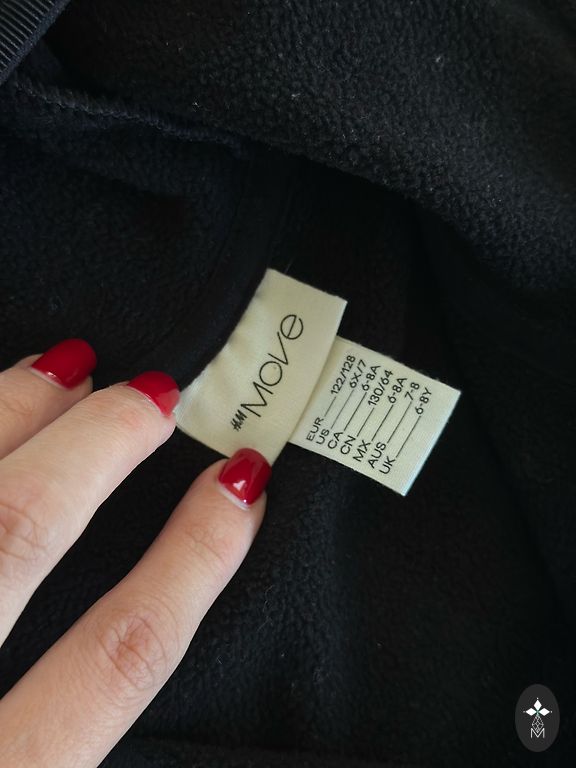 H&M
MOVE
EUR 122/128
US 6X/7
CA 6-8A
CN 130/64
MX 6-8A
AUS 7-8
UK 6-8Y
M